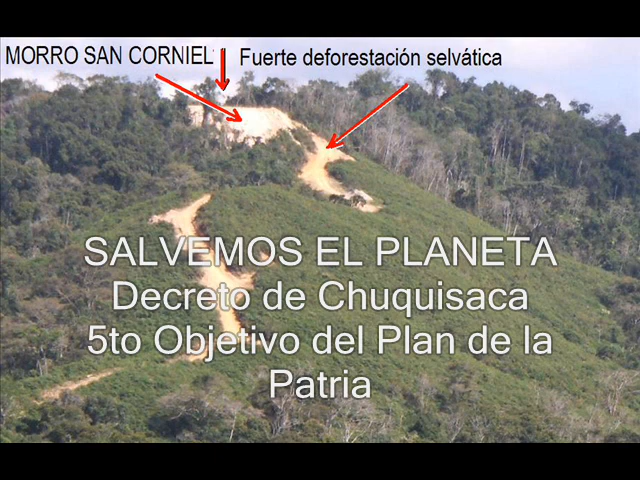 MORRO SAN CORNIEL Fuerte deforestación selvática
SALVEMOS EL PLANETA
Decreto de Chuquisaca
5to Objetivo del Plan de la
Patria